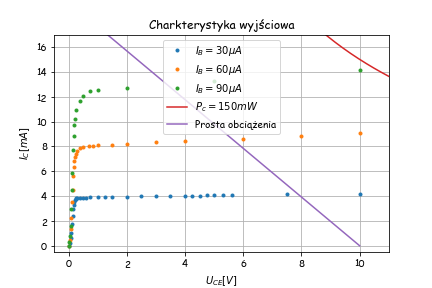 Charkterystyka wyjściowa
I_C[mA]
16
14
12
10
8
6
4
2
0
I_B = 30μA
I_B = 60μA
I_B = 90μA
P_c = 150mW
Prosta obciążenia
0 2 4 6 8 10
U_CE[V]